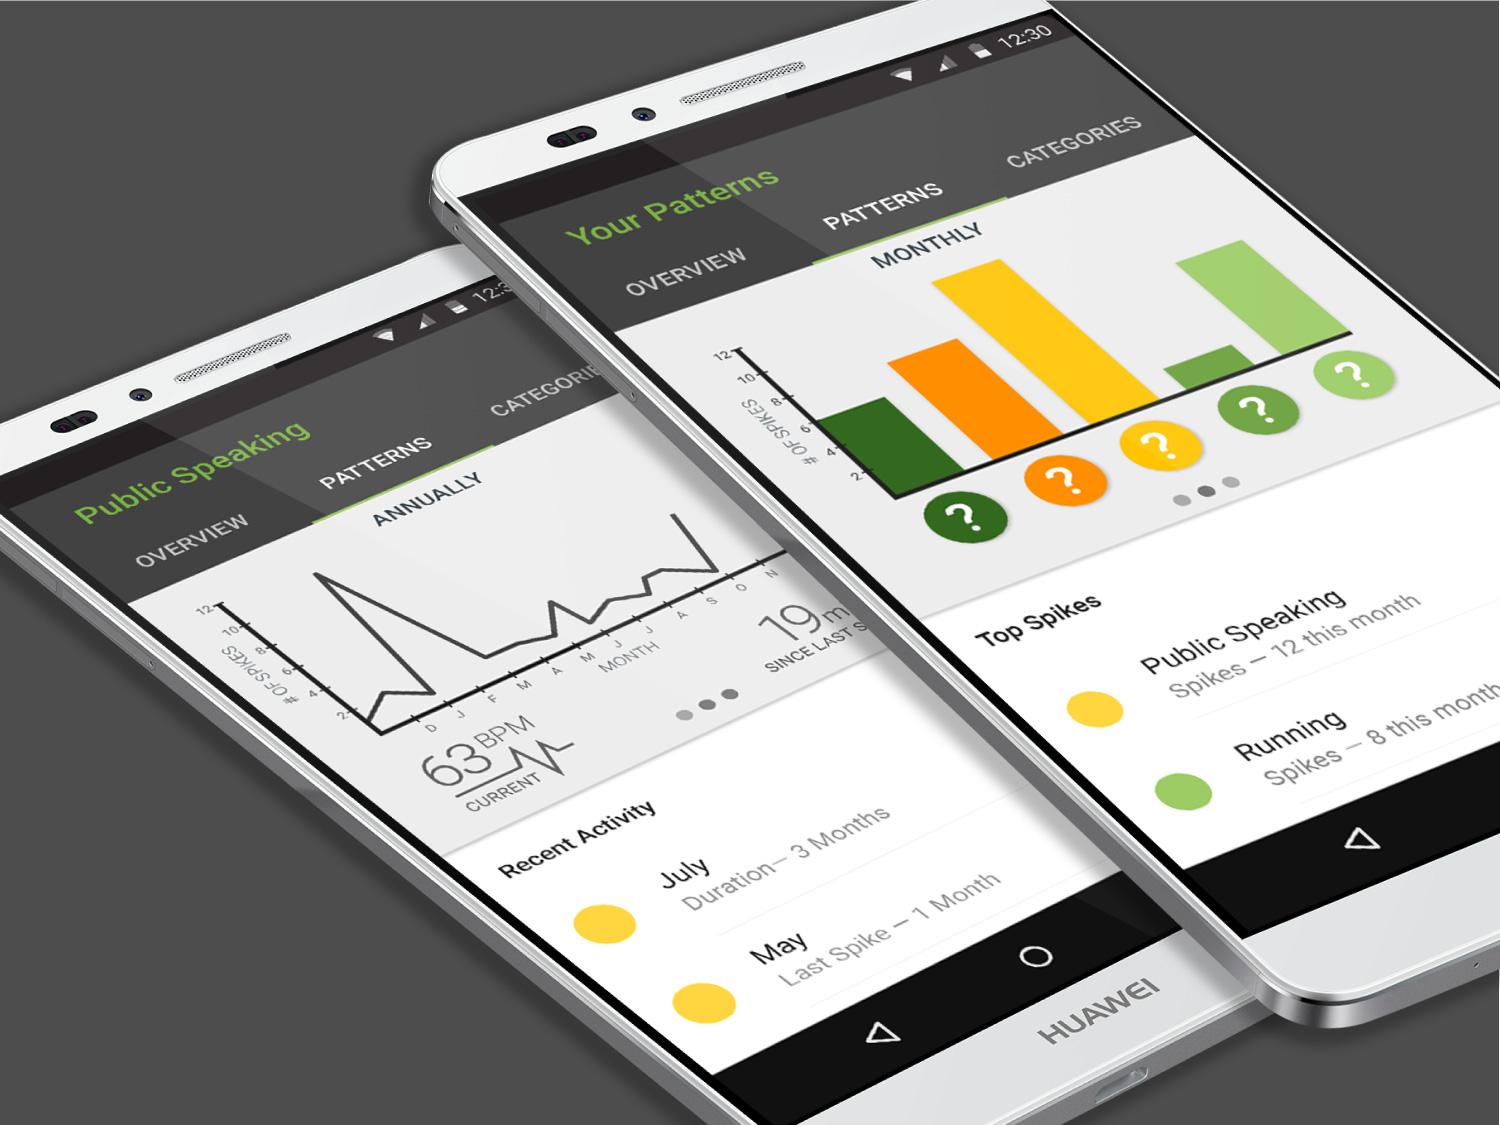 12:30
Your Patterns
OVERVIEW
PATTERNS
CATEGORIES
MONTHLY
12
10
8
6
4
2
# OF SPIKES
?
?
?
?
?
Top Spikes
Public Speaking
Spikes – 12 this month
Running
Spikes – 8 this month
Public Speaking
OVERVIEW
PATTERNS
ANNUALLY
12
10
8
6
4
2
# OF SPIKES
D J F M A M J J A S O N
MONTH
63 BPM
CURRENT
19
SINCE LAST
Recent Activity
July
Duration– 3 Months
May
Last Spike – 1 Month
HUAWEI